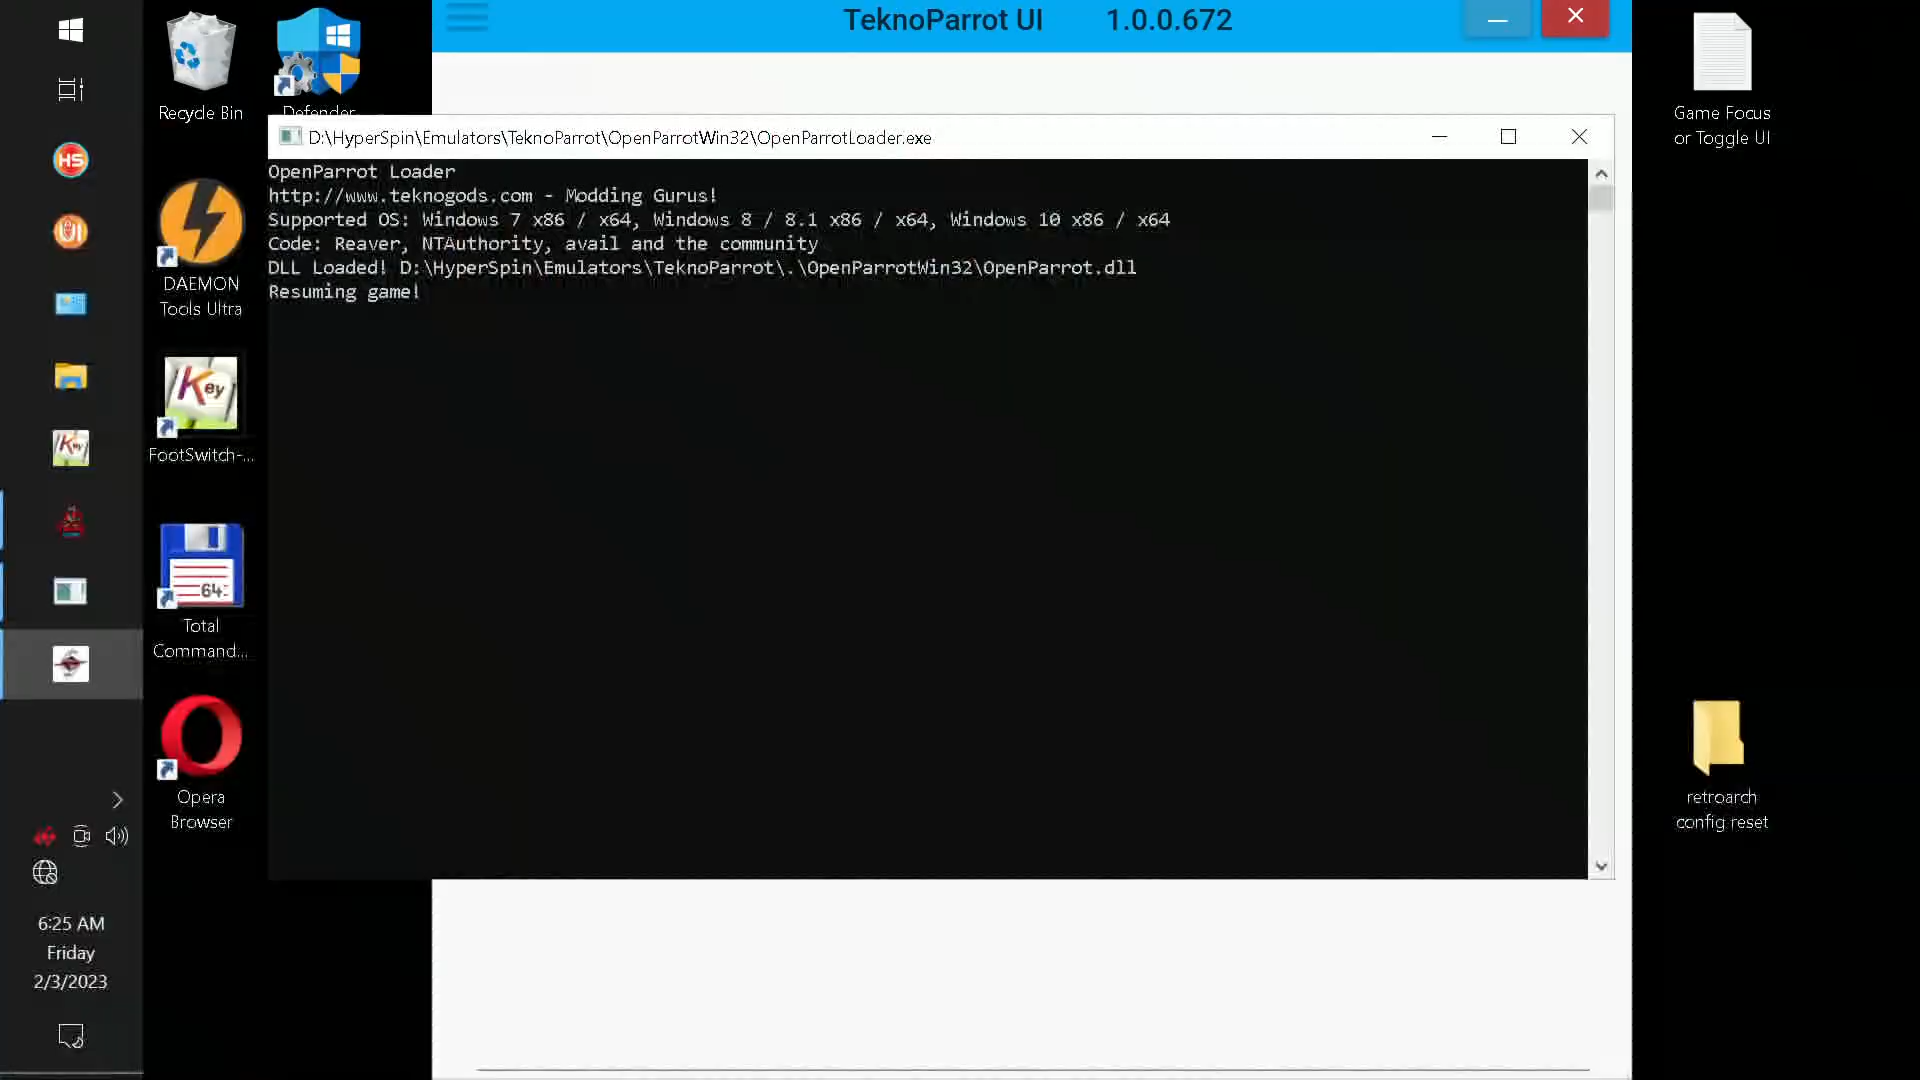 TeknoParrot UI 1.0.0.672
Recycle Bin
Defender
Game Focus
or Toggle UI
D:\HyperSpin\Emulators\TeknoParrot\OpenParrotWin32\OpenParrotLoader.exe
OpenParrot Loader
http://www.teknogods.com - Modding Gurus!
Supported OS: Windows 7 x86 / x64, Windows 8 / 8.1 x86 / x64, Windows 10 x86 / x64
Code: Reaver, NTAuthority, avail and the community
DLL Loaded! D:\HyperSpin\Emulators\TeknoParrot\.\OpenParrotWin32\OpenParrot.dll
Resuming game!
HS
DAEMON
Tools Ultra
Key
FootSwitch-...
Key
64
Total
Command...
Opera
Browser
retroarch
config reset
6:25 AM
Friday
2/3/2023